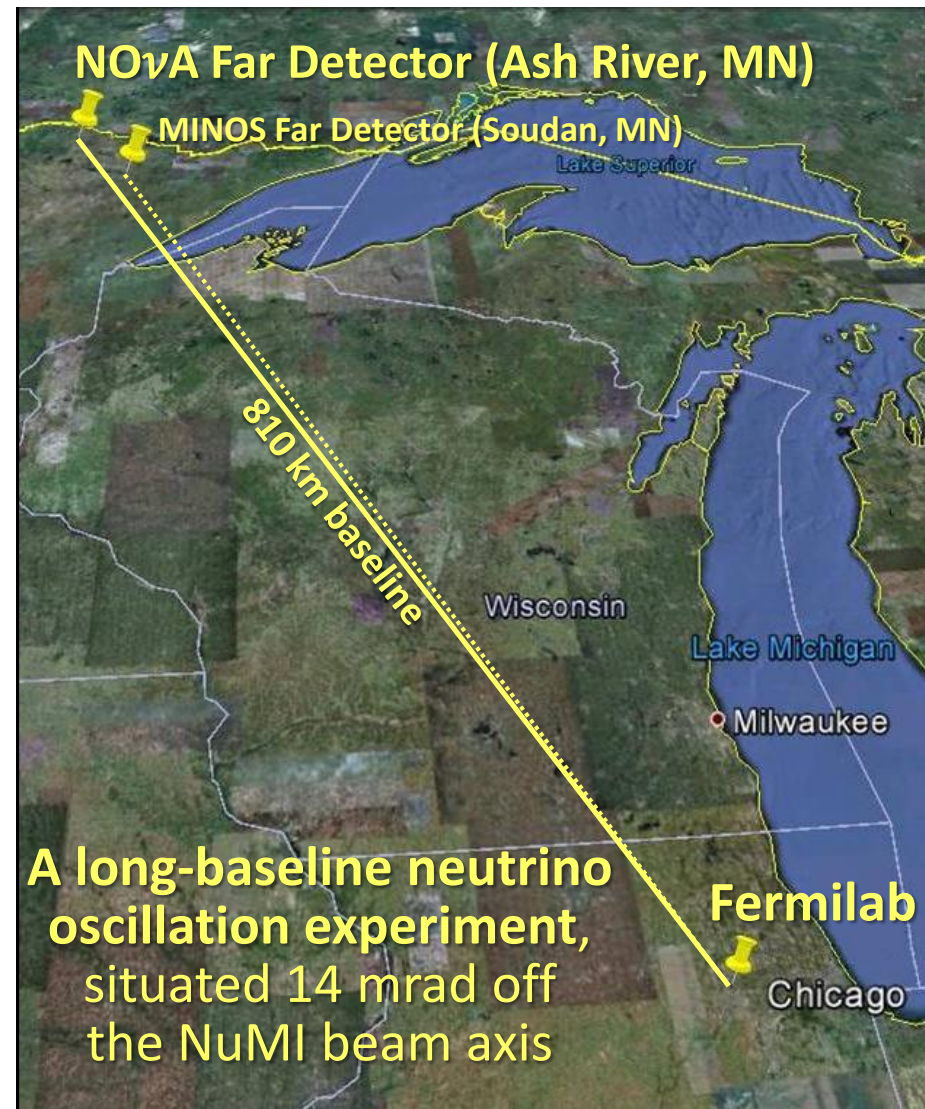 NOνA Far Detector (Ash River, MN)
MINOS Far Detector (Soudan, MN)
Lake Superior
810 km baseline
Wisconsin
Lake Michigan
Milwaukee
A long-baseline neutrino
oscillation experiment,
situated 14 mrad off
the NuMI beam axis
Fermilab
Chicago